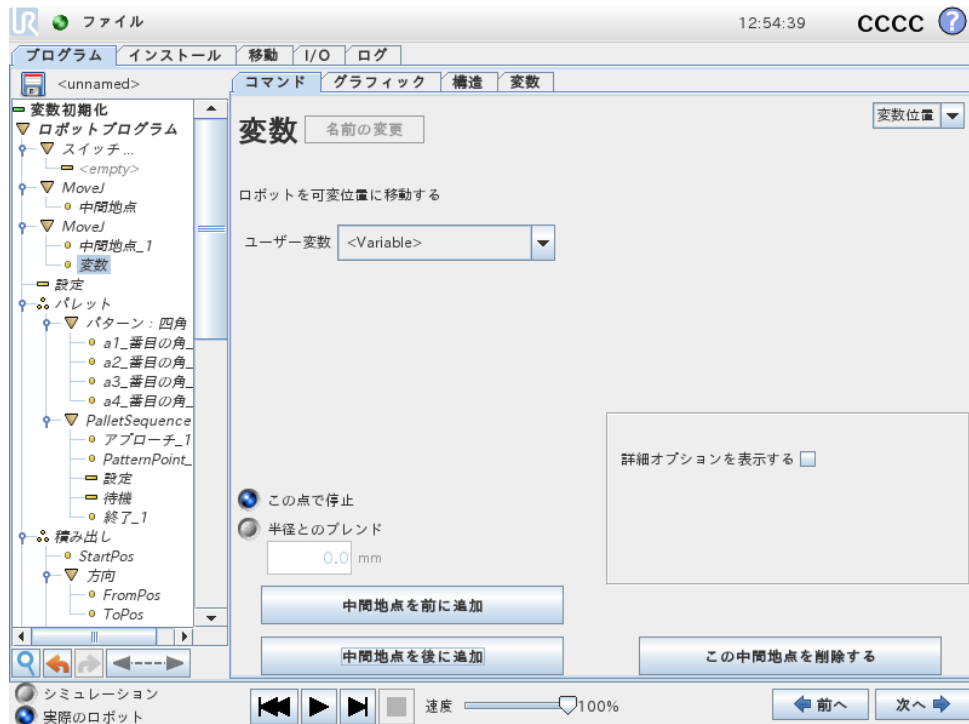 UR ファイル 12:54:39 CCCC ?
プログラム インストール 移動 I/O ログ
<unnamed>
コマンド グラフィック 構造 変数
変数初期化
ロボットプログラム
スイッチ ...
<empty>
MoveJ
中間地点
MoveJ
中間地点_1
変数
設定
パレット
パターン : 四角
a1_番目の角_
a2_番目の角_
a3_番目の角_
a4_番目の角_
PalletSequence
アプローチ_1
PatternPoint_
設定
待機
終了_1
積み出し
StartPos
方向
FromPos
ToPos
変数 名前の変更 変数位置
ロボットを可変位置に移動する
ユーザー変数 <Variable>
詳細オプションを表示する
この点で停止
半径とのブレンド
0.0 mm
中間地点を前に追加
中間地点を後に追加 この中間地点を削除する
シミュレーション
実際のロボット
速度 100% 前へ 次へ